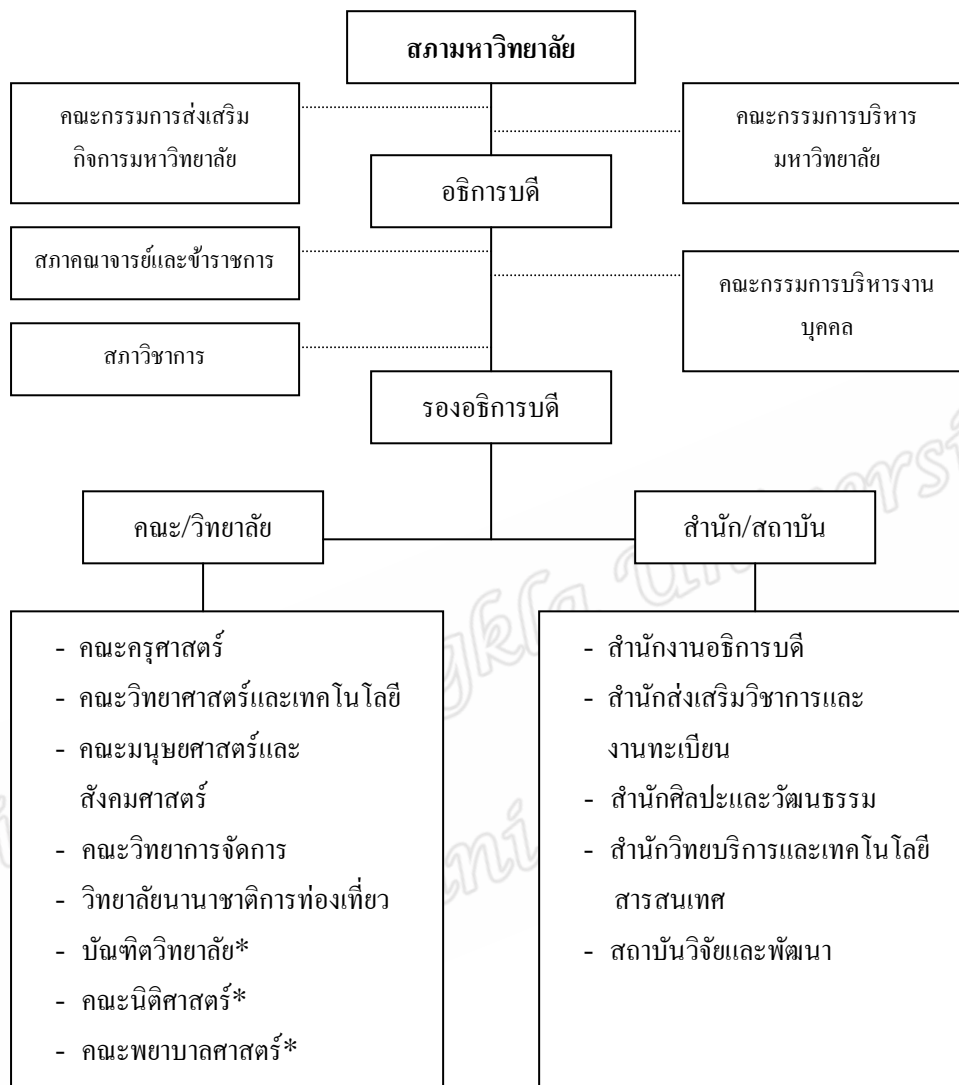 สภามหาวิทยาลัย
คณะกรรมการส่งเสริม
กิจการมหาวิทยาลัย
คณะกรรมการบริหาร
มหาวิทยาลัย
อธิการบดี
สภาคณาจารย์และข้าราชการ
คณะกรรมการบริหารงาน
บุคคล
สภาวิชาการ
รองอธิการบดี
คณะ/วิทยาลัย
สำนัก/สถาบัน
- คณะครุศาสตร์
- คณะวิทยาศาสตร์และเทคโนโลยี
- คณะมนุษยศาสตร์และ
สังคมศาสตร์
- คณะวิทยาการจัดการ
- วิทยาลัยนานาชาติการท่องเที่ยว
- บัณฑิตวิทยาลัย*
- คณะนิติศาสตร์*
- คณะพยาบาลศาสตร์*
- สำนักงานอธิการบดี
- สำนักส่งเสริมวิชาการและ
งานทะเบียน
- สำนักศิลปะและวัฒนธรรม
- สำนักวิทยบริการและเทคโนโลยี
สารสนเทศ
- สถาบันวิจัยและพัฒนา